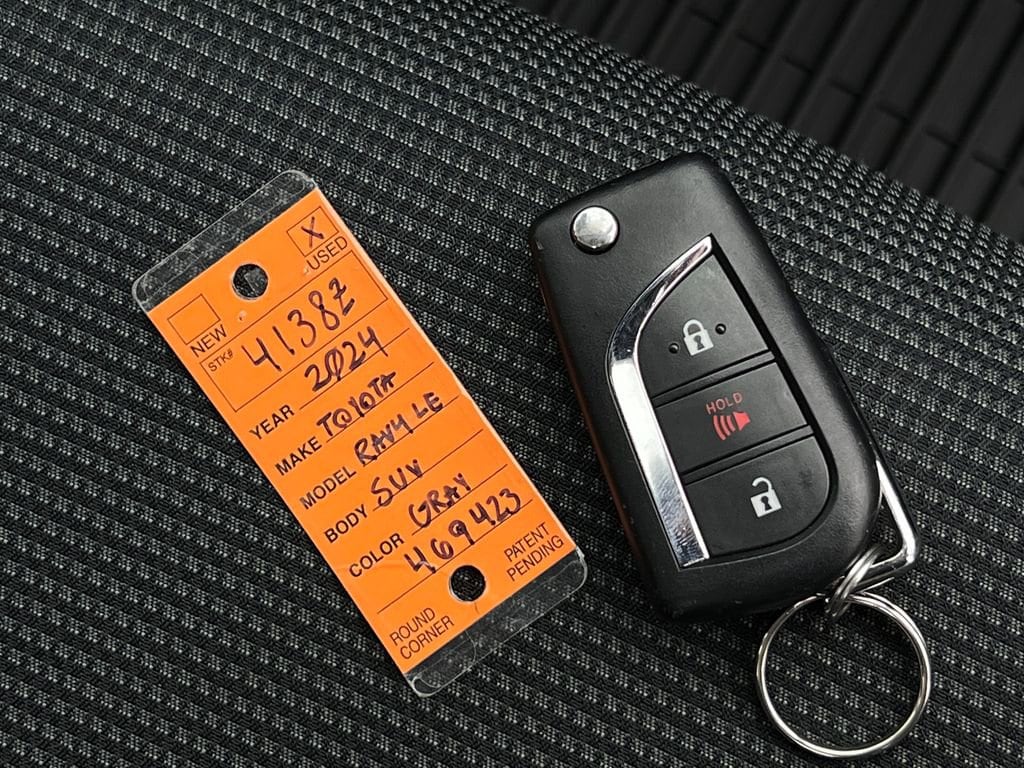 X
USED
NEW
STK# 4138Z
YEAR 2024
MAKE TOYOTA
MODEL RAV4 LE
BODY SUV
COLOR GRAY
469423
ROUND CORNER
PATENT PENDING
HOLD